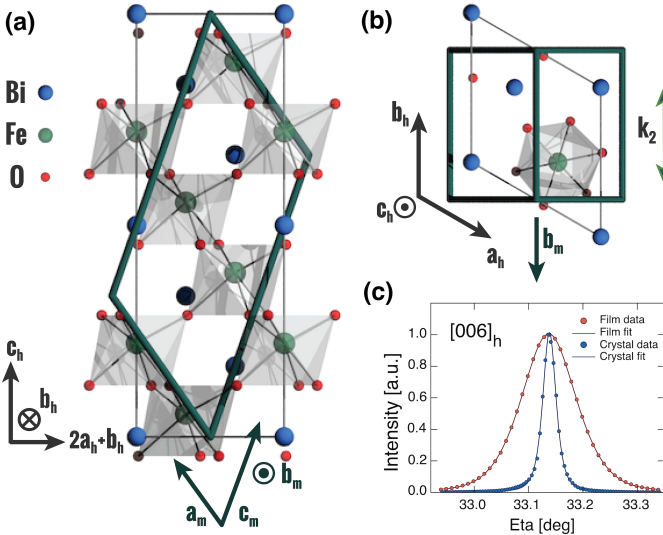 (a)
Bi
Fe
O
c_h
b_h
2a_h+b_h
a_m
c_m
b_m
(b)
b_h
c_h
a_h
b_m
k_2
(c)
[006]_h
Film data
Film fit
Crystal data
Crystal fit
Intensity [a.u.]
1.0
0.8
0.6
0.4
0.2
0.0
33.0
33.1
33.2
33.3
Eta [deg]